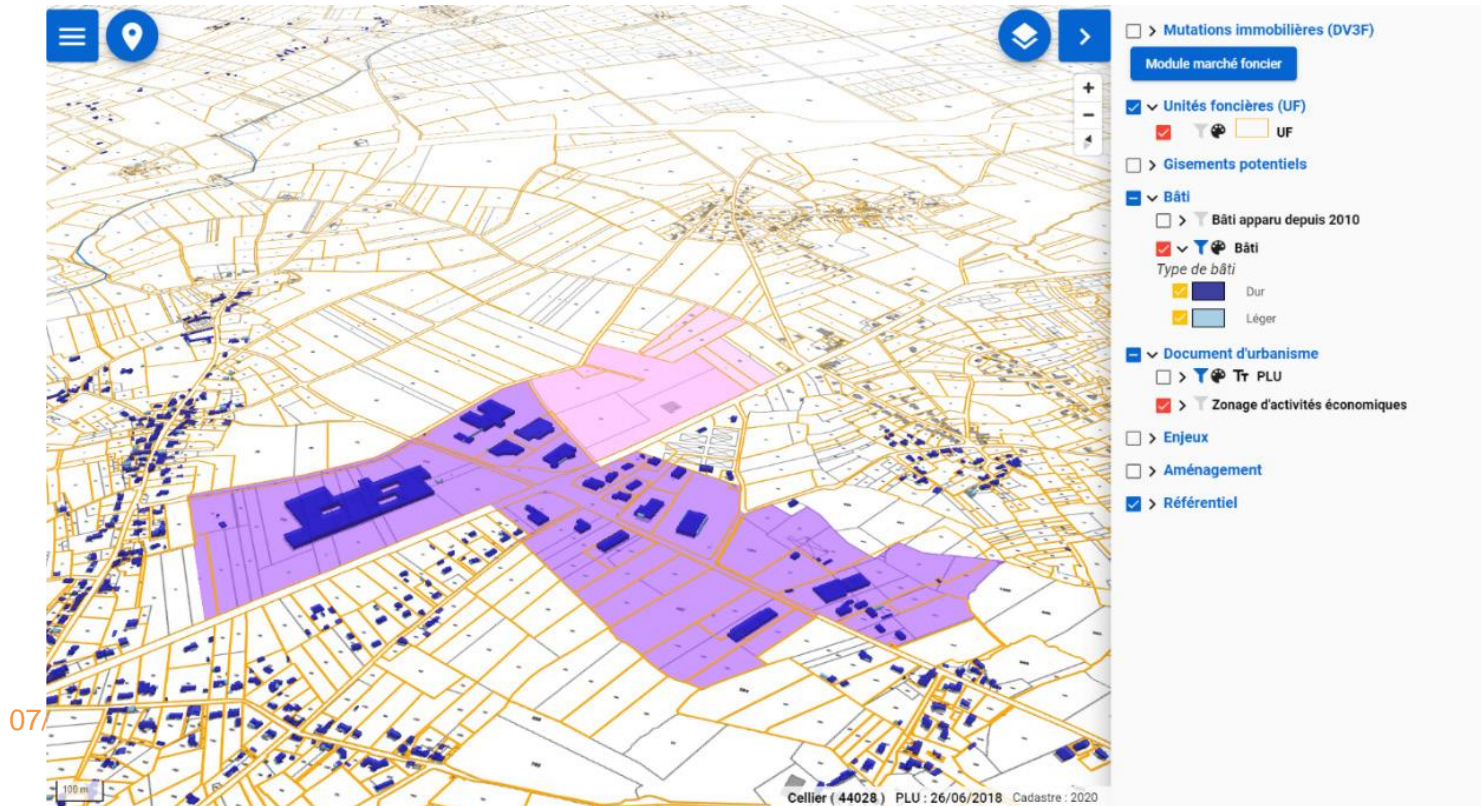 Mutations immobilières (DV3F)
Module marché foncier
Unités foncières (UF)
UF
Gisements potentiels
Bâti
Bâti apparu depuis 2010
Bâti
Type de bâti
Dur
Léger
Document d'urbanisme
Tт PLU
Zonage d'activités économiques
Enjeux
Aménagement
Référentiel
07/
100 m
Cellier ( 44028 ) PLU : 26/06/2018 Cadastre : 2020